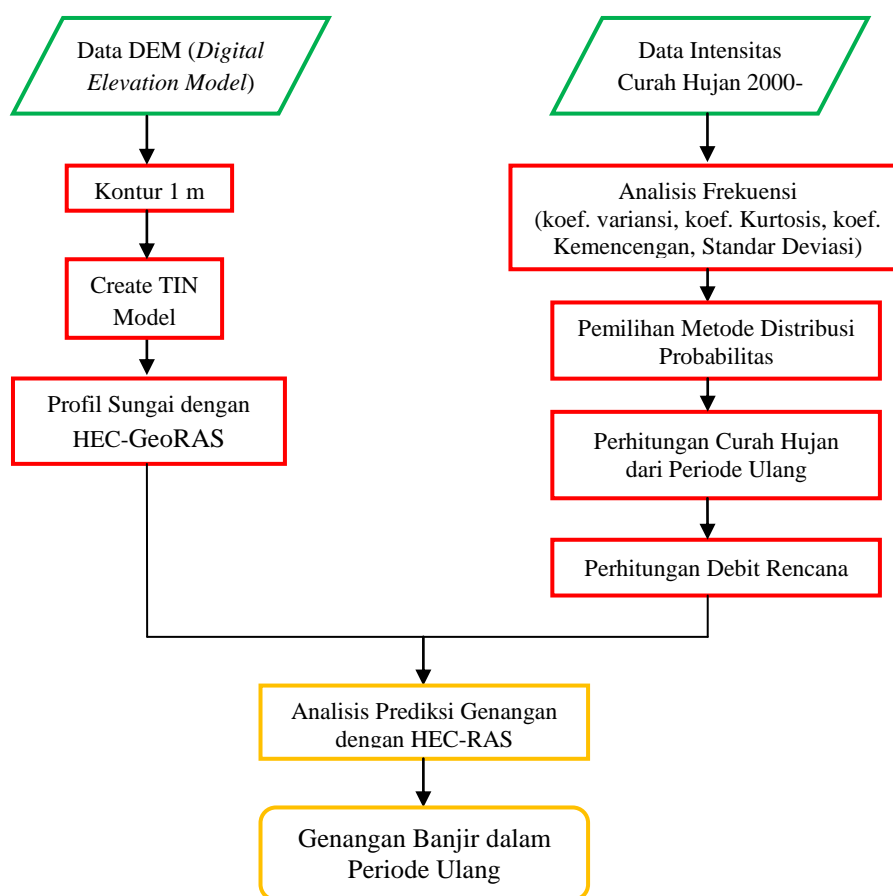 Data DEM (Digital
Elevation Model)
Kontur 1 m
Create TIN
Model
Profil Sungai dengan
HEC-GeoRAS
Data Intensitas
Curah Hujan 2000-
Analisis Frekuensi
(koef. variansi, koef. Kurtosis, koef.
Kemencengan, Standar Deviasi)
Pemilihan Metode Distribusi
Probabilitas
Perhitungan Curah Hujan
dari Periode Ulang
Perhitungan Debit Rencana
Analisis Prediksi Genangan
dengan HEC-RAS
Genangan Banjir dalam
Periode Ulang